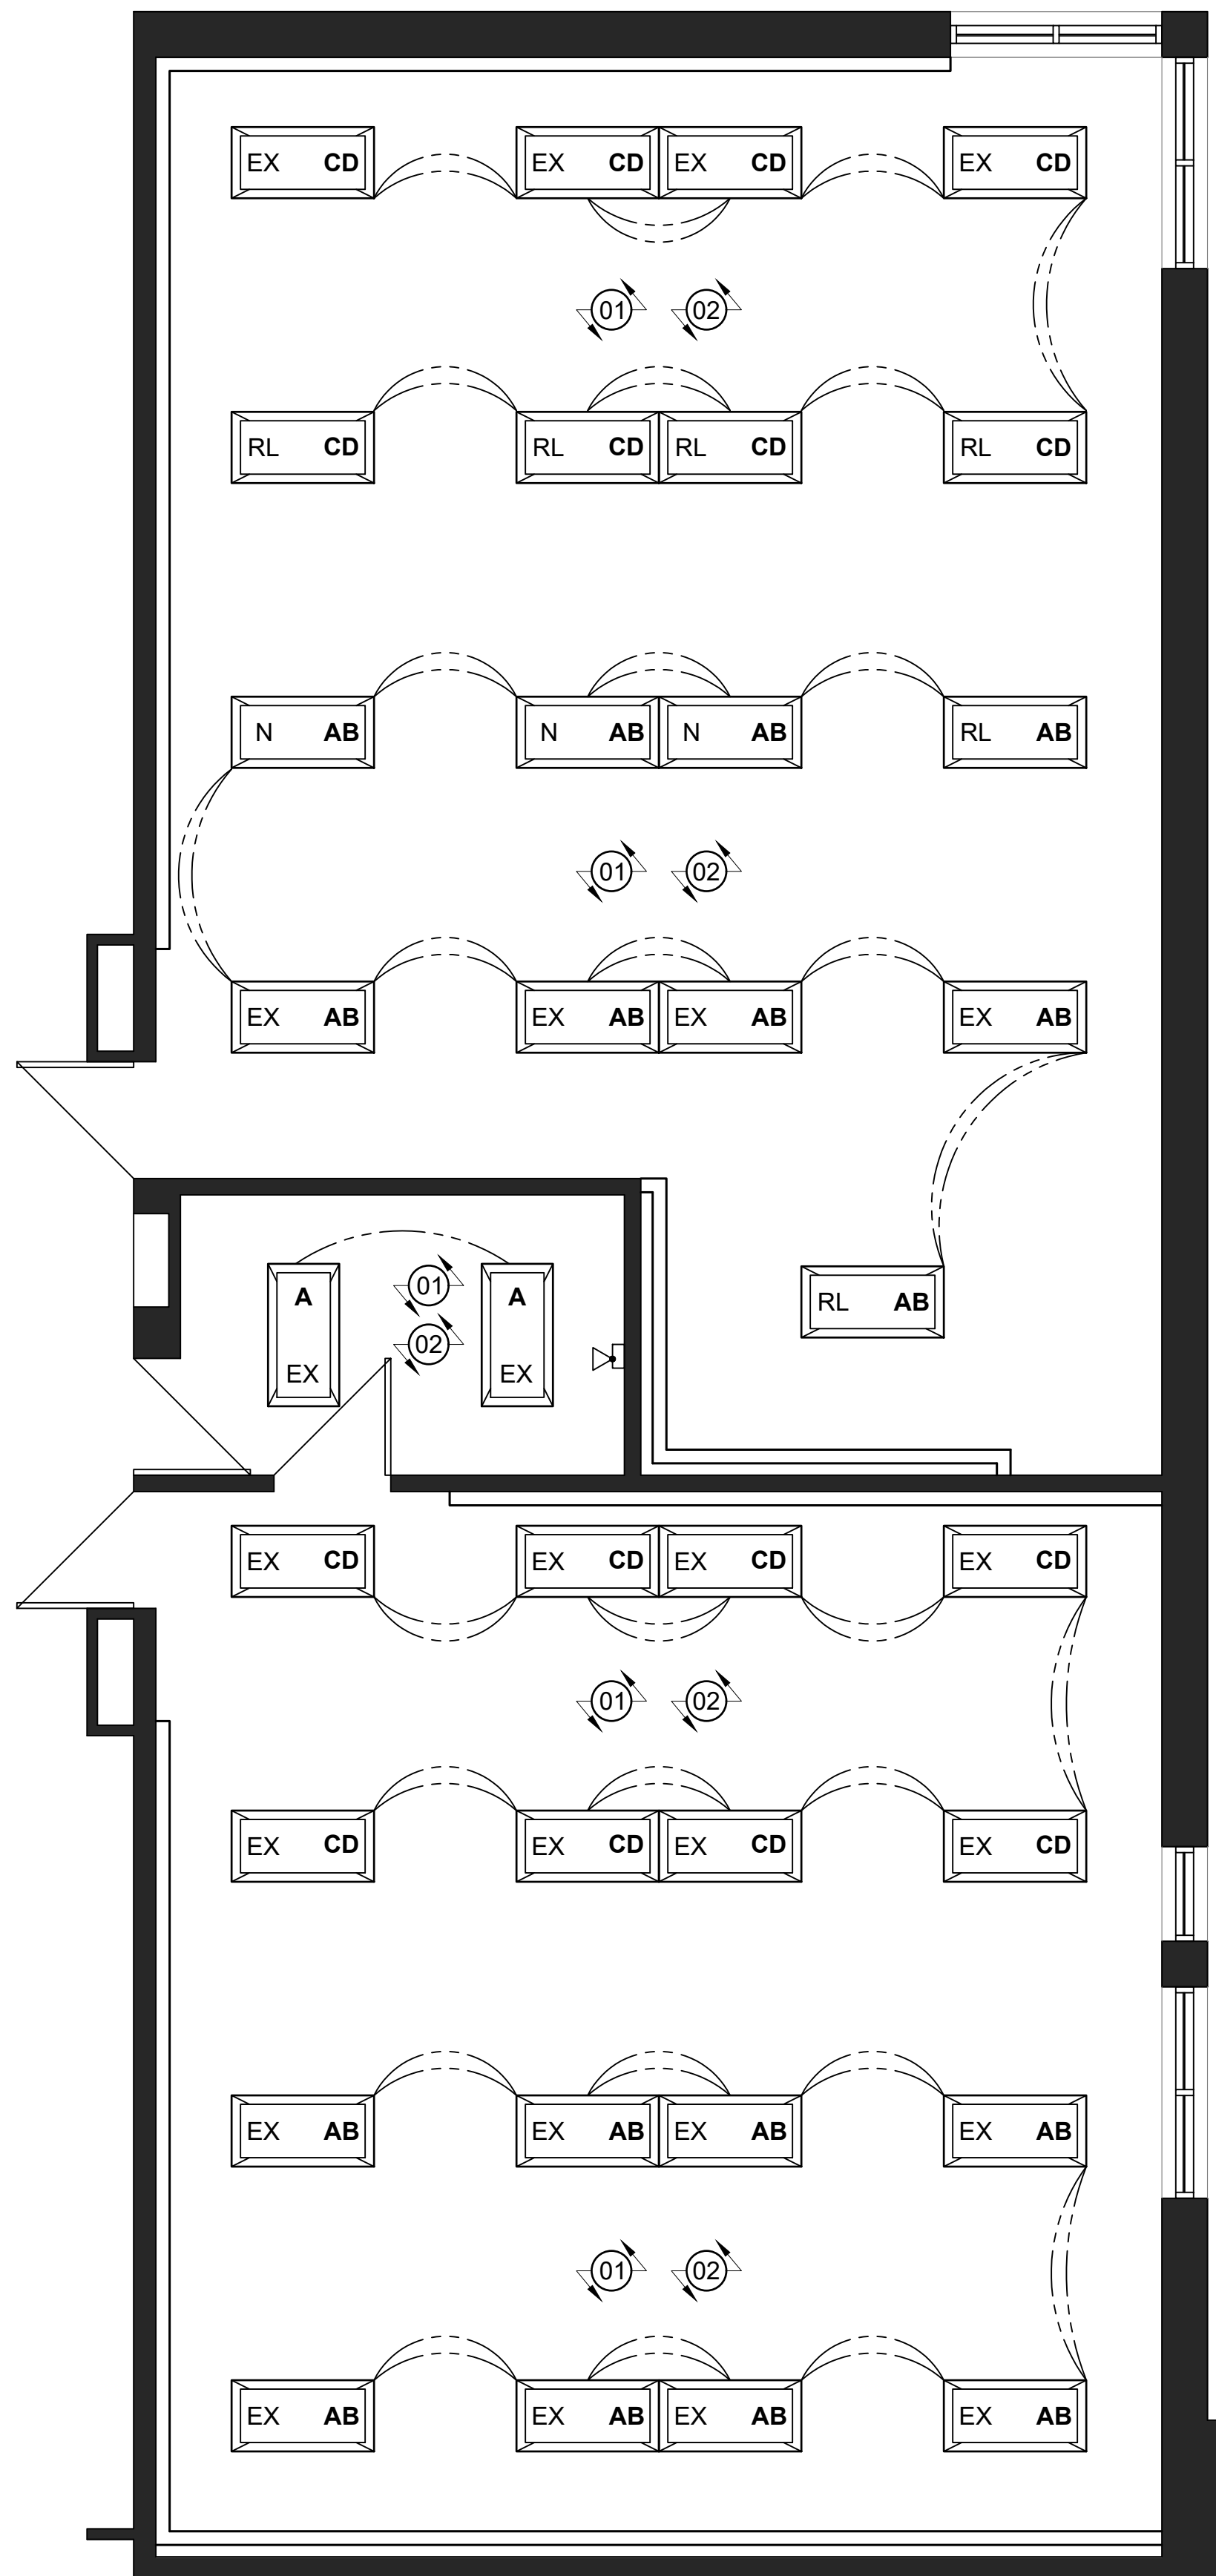 EX CD EX CD EX CD EX CD
01 02
RL CD RL CD RL CD RL CD
N AB N AB N AB RL AB
01 02
EX AB EX AB EX AB EX AB
01
A A
RL AB
02
EX EX
EX CD EX CD EX CD EX CD
01 02
EX CD EX CD EX CD EX CD
EX AB EX AB EX AB EX AB
01 02
EX AB EX AB EX AB EX AB